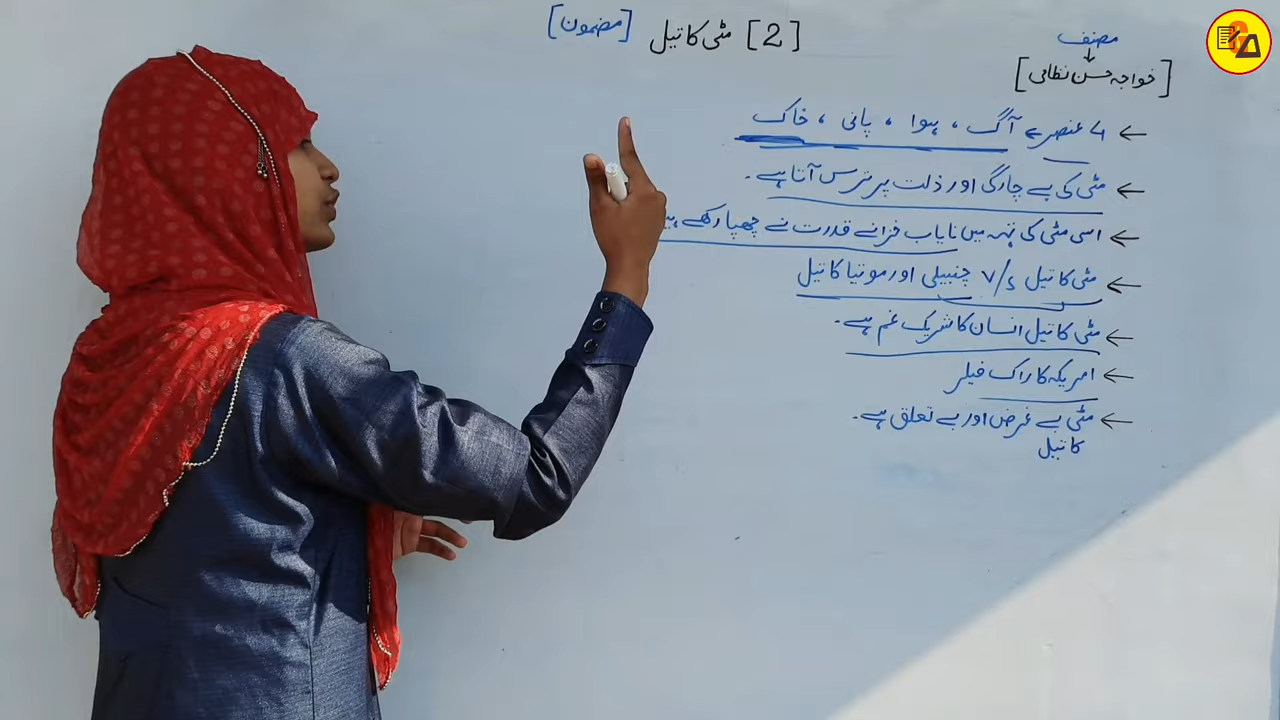 [2] مٹی کا تیل [مضمون]
مصنف
[خواجہ حسن نظامی]
← 4 عنصر ے آگ ، ہوا ، پانی ، خاک
← مٹی کی بے چارگی اور ذلت پر ترس آتا ہے۔
← اسی مٹی کی تہہ میں نایاب خزانے قدرت نے چھپا رکھے
← مٹی کا تیل v/s چنبیلی اور موتیا کا تیل
← مٹی کا تیل انسان کا شریک غم ہے۔
← امریکہ کا راک فیلر
← مٹی بے غرض اور بے تعلق ہے۔
کا تیل